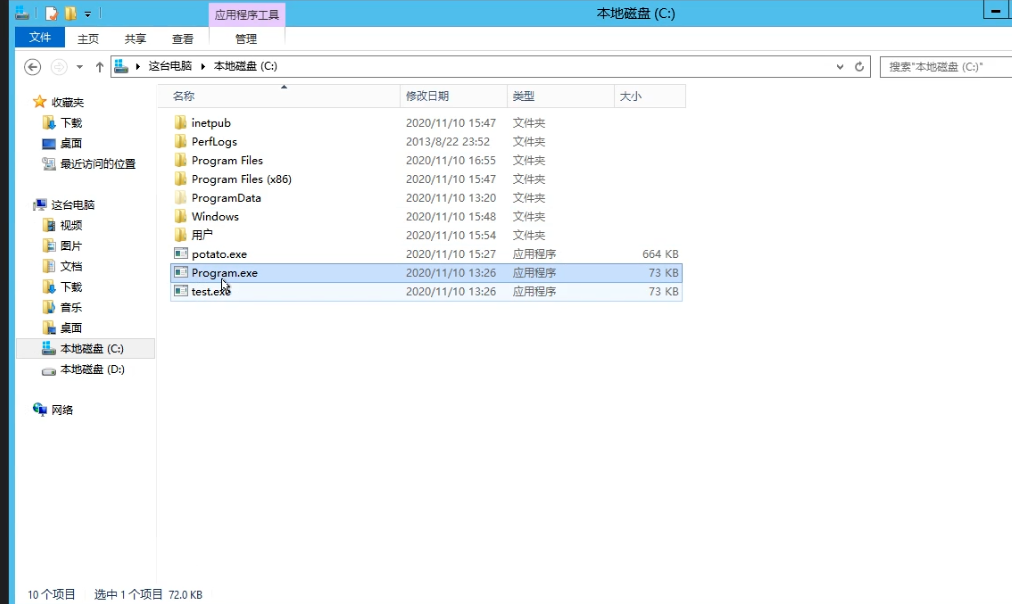 应用程序工具
本地磁盘 (C:)
文件 主页 共享 查看 管理
这台电脑 本地磁盘 (C:)
搜索"本地磁盘 (C:)"
收藏夹
下载
桌面
最近访问的位置
这台电脑
视频
图片
文档
下载
音乐
桌面
本地磁盘 (C:)
本地磁盘 (D:)
网络
名称 修改日期 类型 大小
inetpub 2020/11/10 15:47 文件夹
PerfLogs 2013/8/22 23:52 文件夹
Program Files 2020/11/10 16:55 文件夹
Program Files (x86) 2020/11/10 15:47 文件夹
ProgramData 2020/11/10 13:20 文件夹
Windows 2020/11/10 15:48 文件夹
用户 2020/11/10 15:54 文件夹
potato.exe 2020/11/10 15:27 应用程序 664 KB
Program.exe 2020/11/10 13:26 应用程序 73 KB
test.exe 2020/11/10 13:26 应用程序 73 KB
10 个项目 选中 1 个项目 72.0 KB